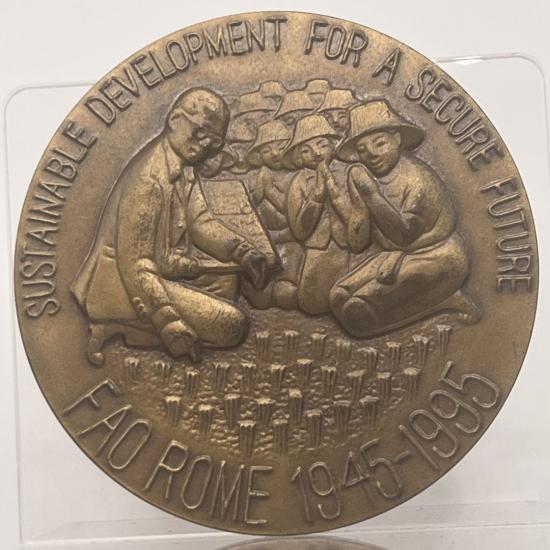 SUSTAINABLE DEVELOPMENT FOR A SECURE FUTURE
FAO ROME 1945-1995